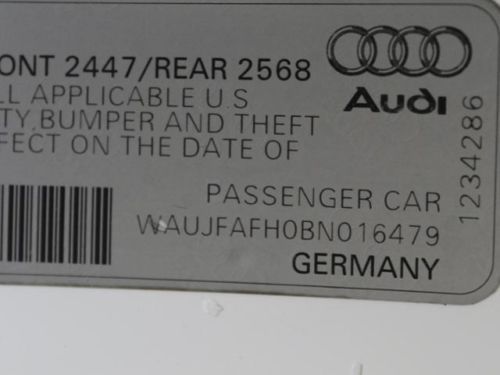 ONT 2447/REAR 2568
LL APPLICABLE U.S
TY,BUMPER AND THEFT
FFECT ON THE DATE OF
Audi
PASSENGER CAR
WAUJFAFH0BN016479
GERMANY
1234286